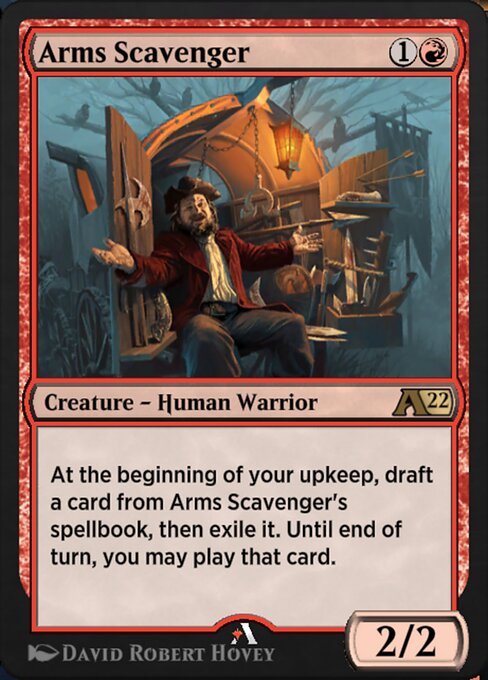 Arms Scavenger 1
Creature – Human Warrior A22
At the beginning of your upkeep, draft
a card from Arms Scavenger's
spellbook, then exile it. Until end of
turn, you may play that card.
2/2
David Robert Hovey